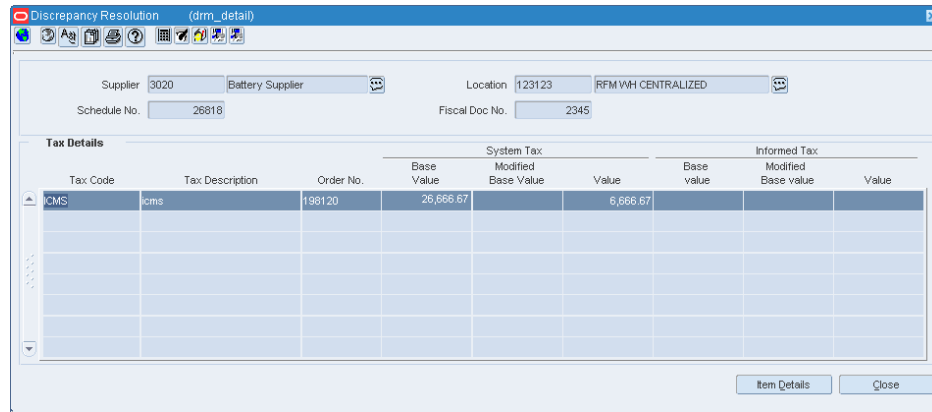 Discrepancy Resolution (drm_detail)
Supplier 3020 Battery Supplier Location 123123 RFM WH CENTRALIZED
Schedule No. 26818 Fiscal Doc No. 2345
Tax Details
System Tax Informed Tax
Base Modified Base Modified
Tax Code Tax Description Order No. Value Base Value Value value Base value Value
ICMS icms 198120 26,666.67 6,666.67
Item Details Close